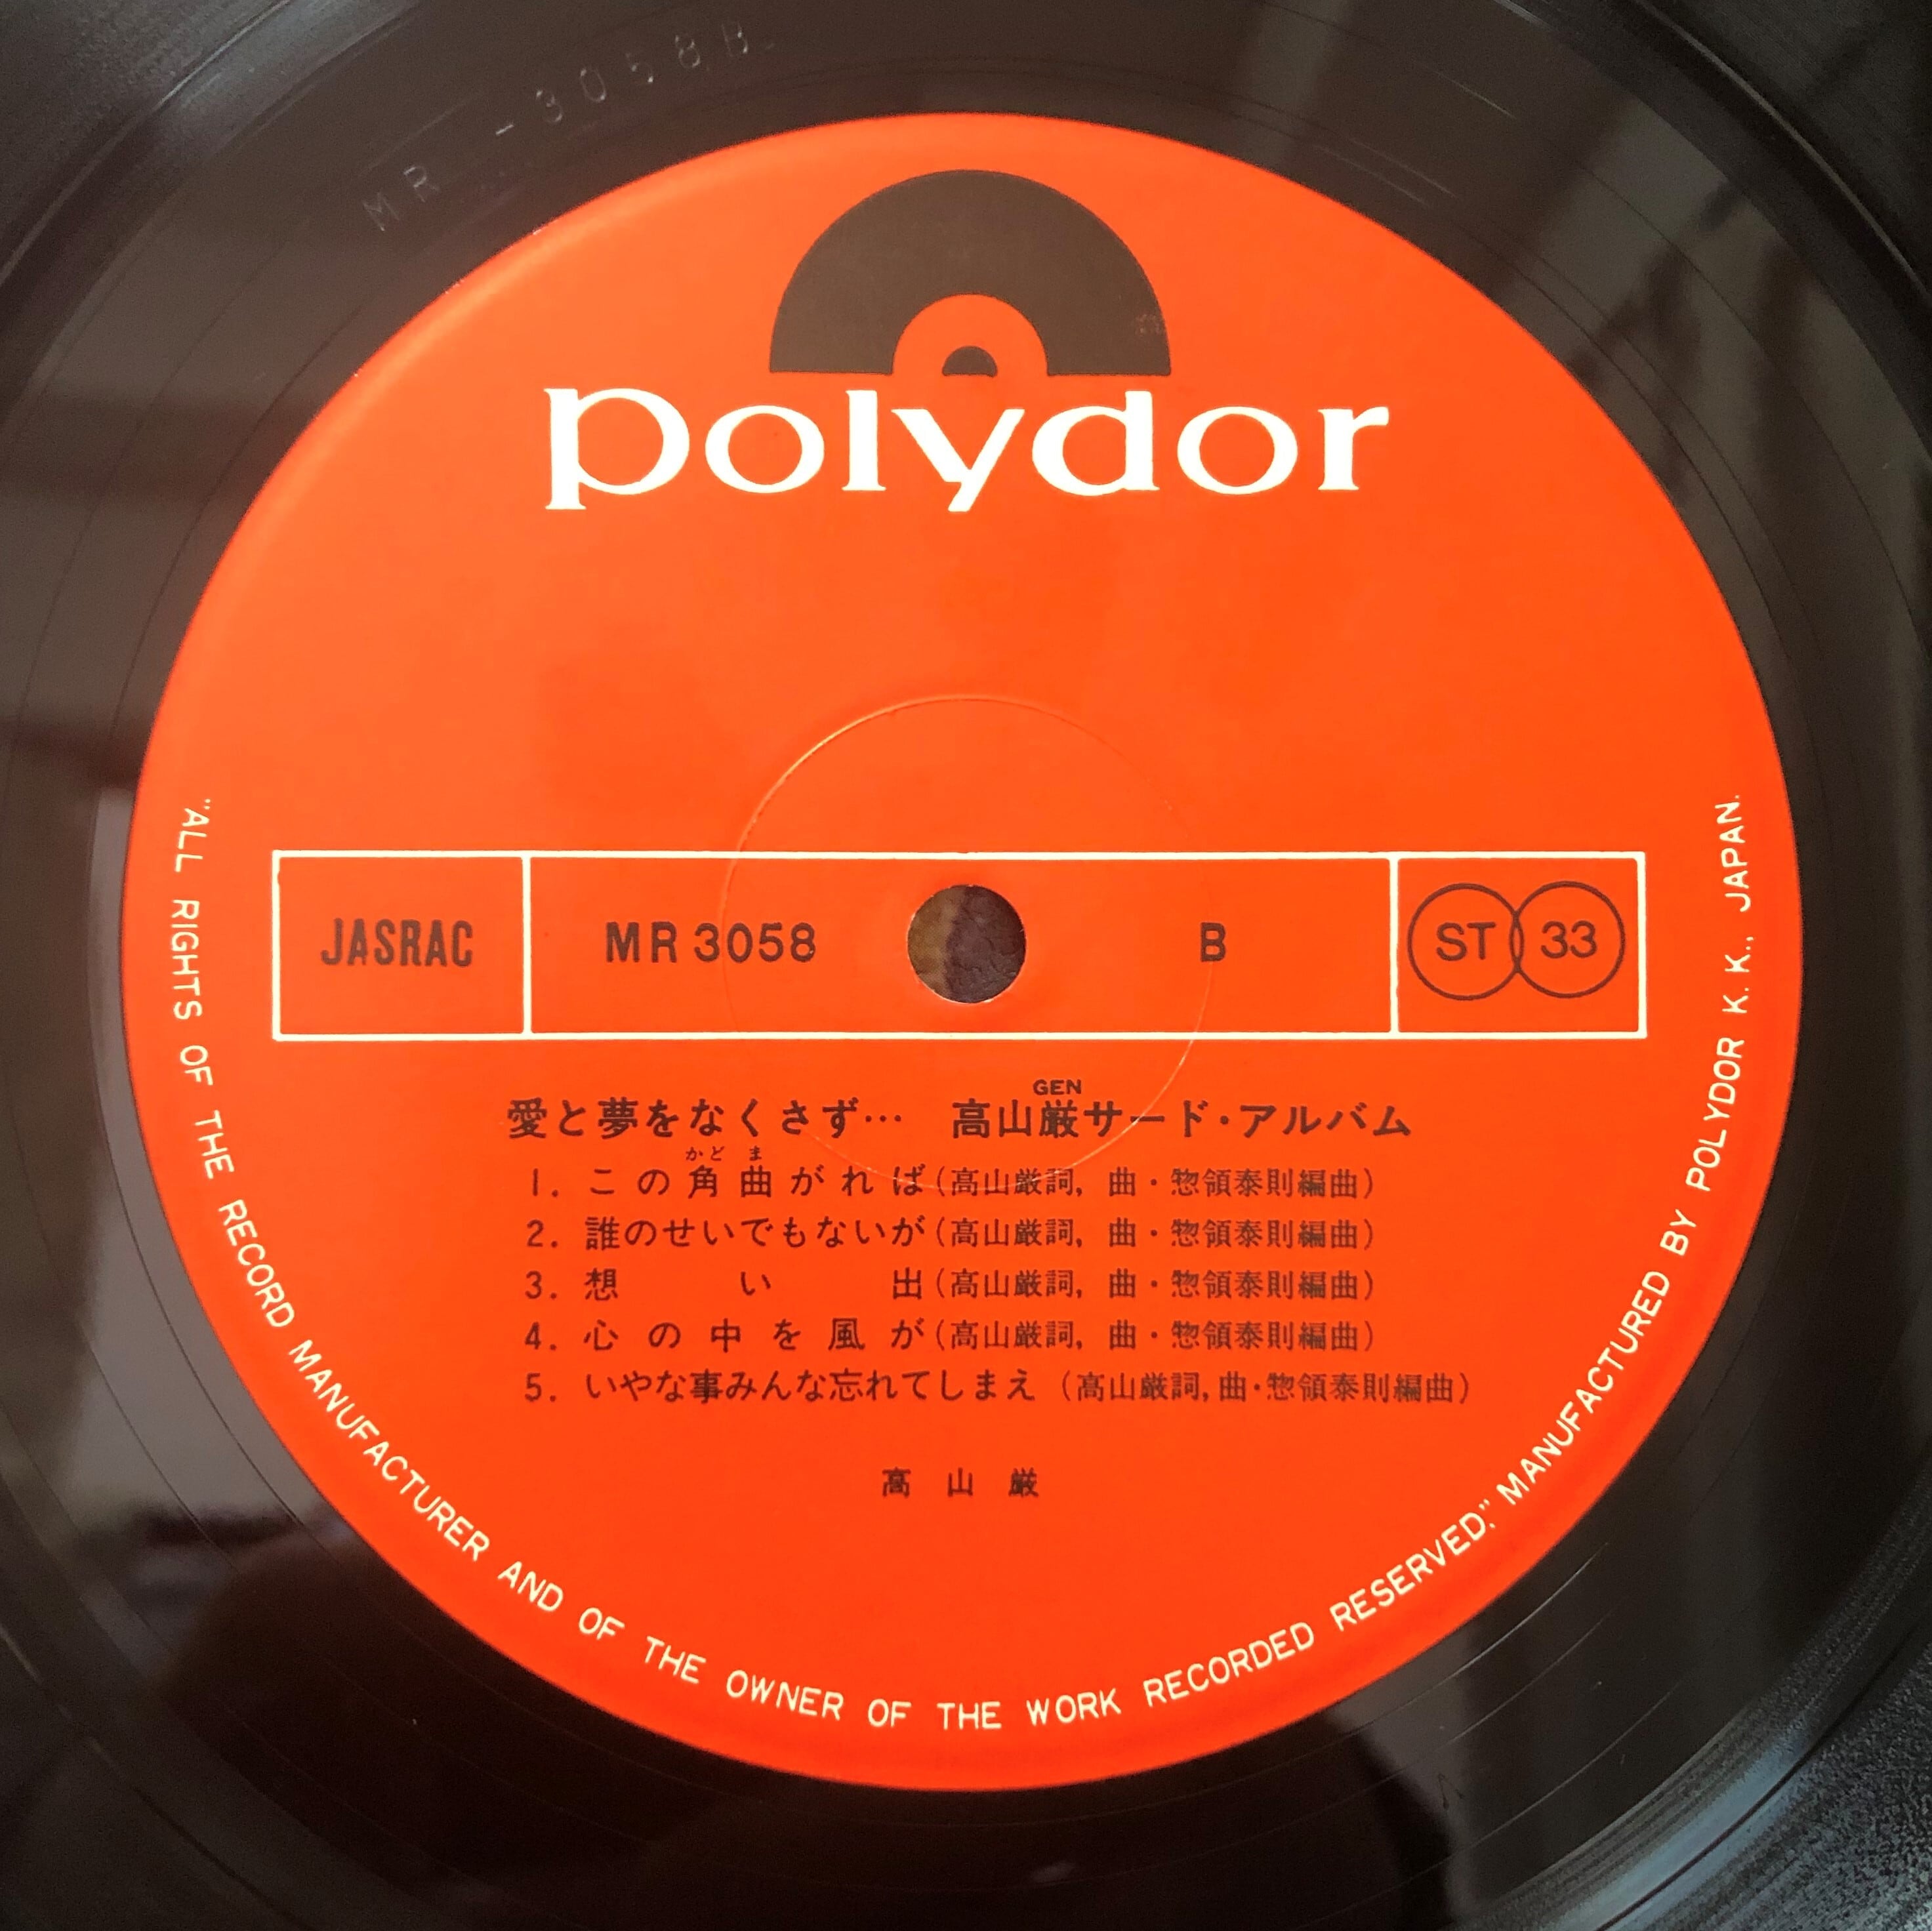 MR-3058B
polydor
JASRAC MR 3058 B ST 33
GEN
愛と夢をなくさず… 高山厳サード・アルバム
かど ま
1. この角曲がれば(高山厳詞, 曲・惣領泰則編曲)
2. 誰のせいでもないが(高山厳詞, 曲・惣領泰則編曲)
3. 想い出(高山厳詞, 曲・惣領泰則編曲)
4. 心の中を風が(高山厳詞, 曲・惣領泰則編曲)
5. いやな事みんな忘れてしまえ (高山厳詞, 曲・惣領泰則編曲)
高山厳
"ALL RIGHTS OF THE RECORD MANUFACTURER AND OF THE OWNER OF THE WORK RECORDED RESERVED." MANUFACTURED BY POLYDOR K. K., JAPAN.